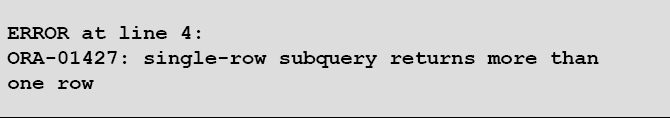 ERROR at line 4:
ORA-01427: single-row subquery returns more than
one row